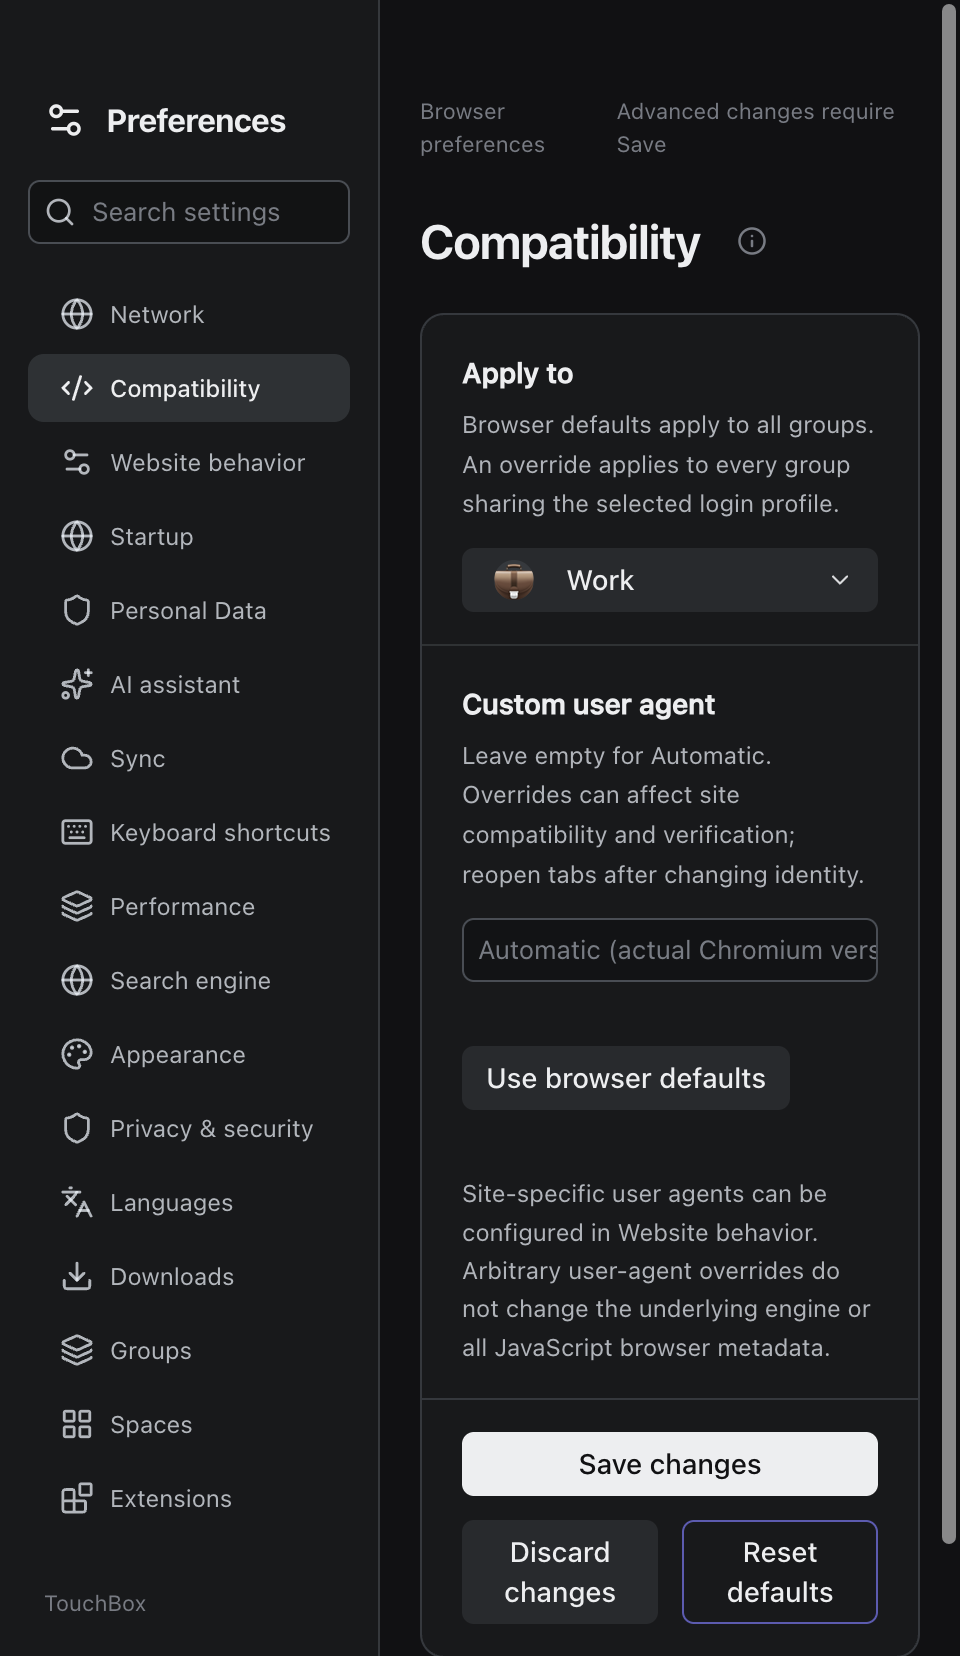 Preferences
Search settings
Network
Compatibility
Website behavior
Startup
Personal Data
AI assistant
Sync
Keyboard shortcuts
Performance
Search engine
Appearance
Privacy & security
Languages
Downloads
Groups
Spaces
Extensions
TouchBox
Browser
preferences
Advanced changes require
Save
Compatibility
Apply to
Browser defaults apply to all groups.
An override applies to every group
sharing the selected login profile.
Work
Custom user agent
Leave empty for Automatic.
Overrides can affect site
compatibility and verification;
reopen tabs after changing identity.
Automatic (actual Chromium vers
Use browser defaults
Site-specific user agents can be
configured in Website behavior.
Arbitrary user-agent overrides do
not change the underlying engine or
all JavaScript browser metadata.
Save changes
Discard
changes
Reset
defaults